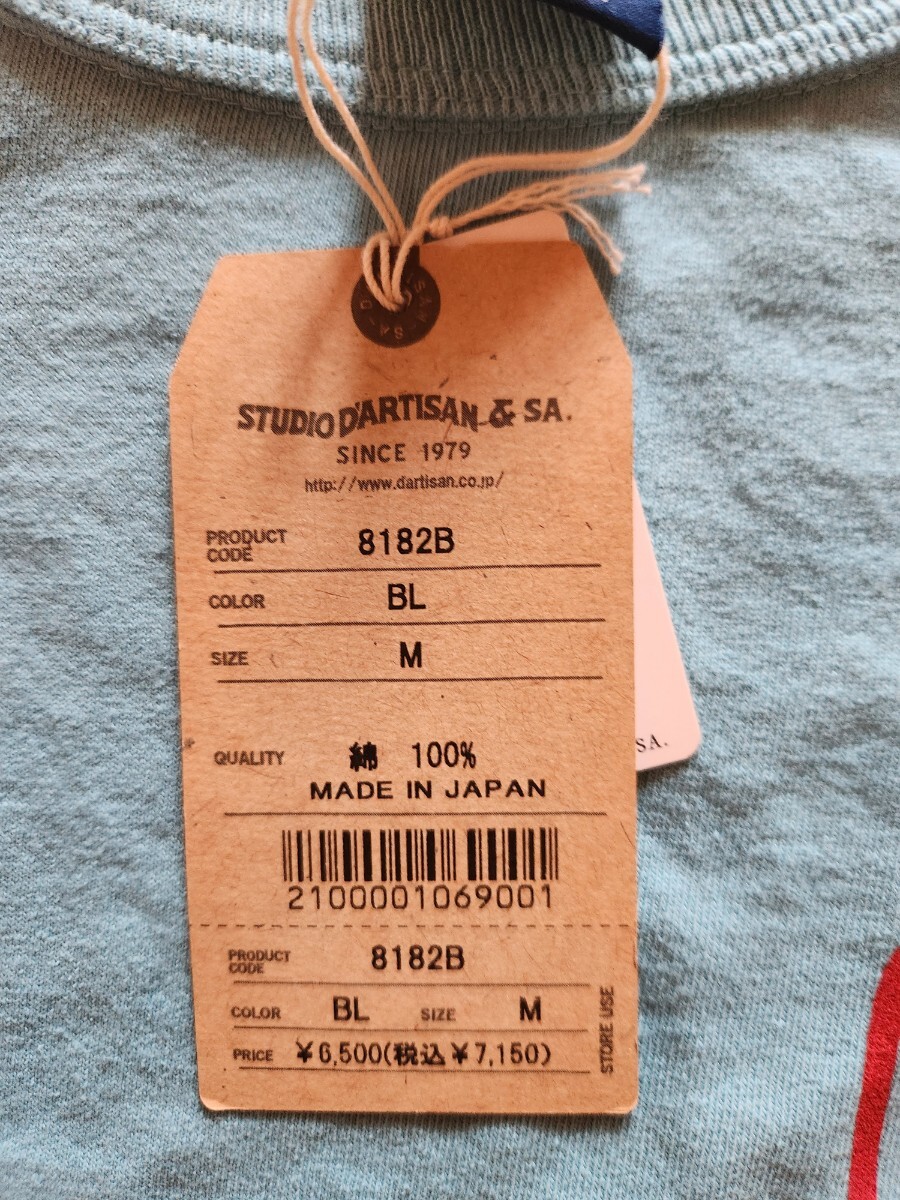 STUDIO D'ARTISAN & SA.
SINCE 1979
http://www.dartisan.co.jp/
PRODUCT CODE 8182B
COLOR BL
SIZE M
QUALITY 綿 100%
MADE IN JAPAN
2100001069001
PRODUCT CODE 8182B
COLOR BL SIZE M
PRICE ¥6,500(税込¥7,150)
STORE USE
SA.